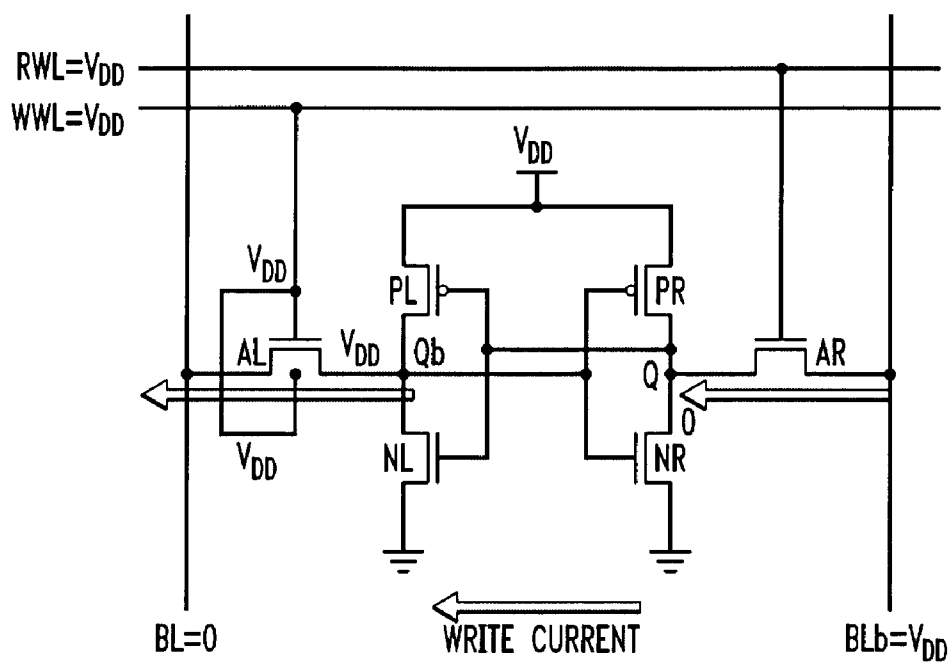 RWL=VDD
WWL=VDD
VDD
VDD
PL
PR
AL
VDD
Qb
Q
AR
0
VDD
NL
NR
BL=0
WRITE CURRENT
BLb=VDD